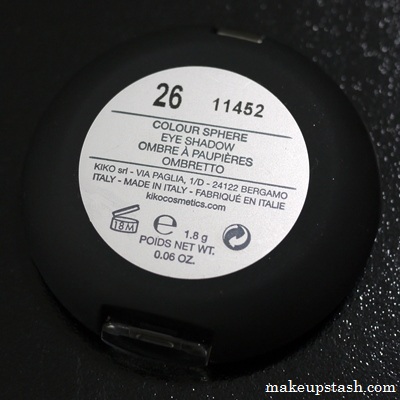 26 11452
COLOUR SPHERE
EYE SHADOW
OMBRE À PAUPIÈRES
OMBRETTO
KIKO srl - VIA PAGLIA, 1/D - 24122 BERGAMO
ITALY - MADE IN ITALY - FABRIQUÉ EN ITALIE
kikocosmetics.com
18M e 1.8 g
POIDS NET WT.
0.06 OZ.
makeupstash.com